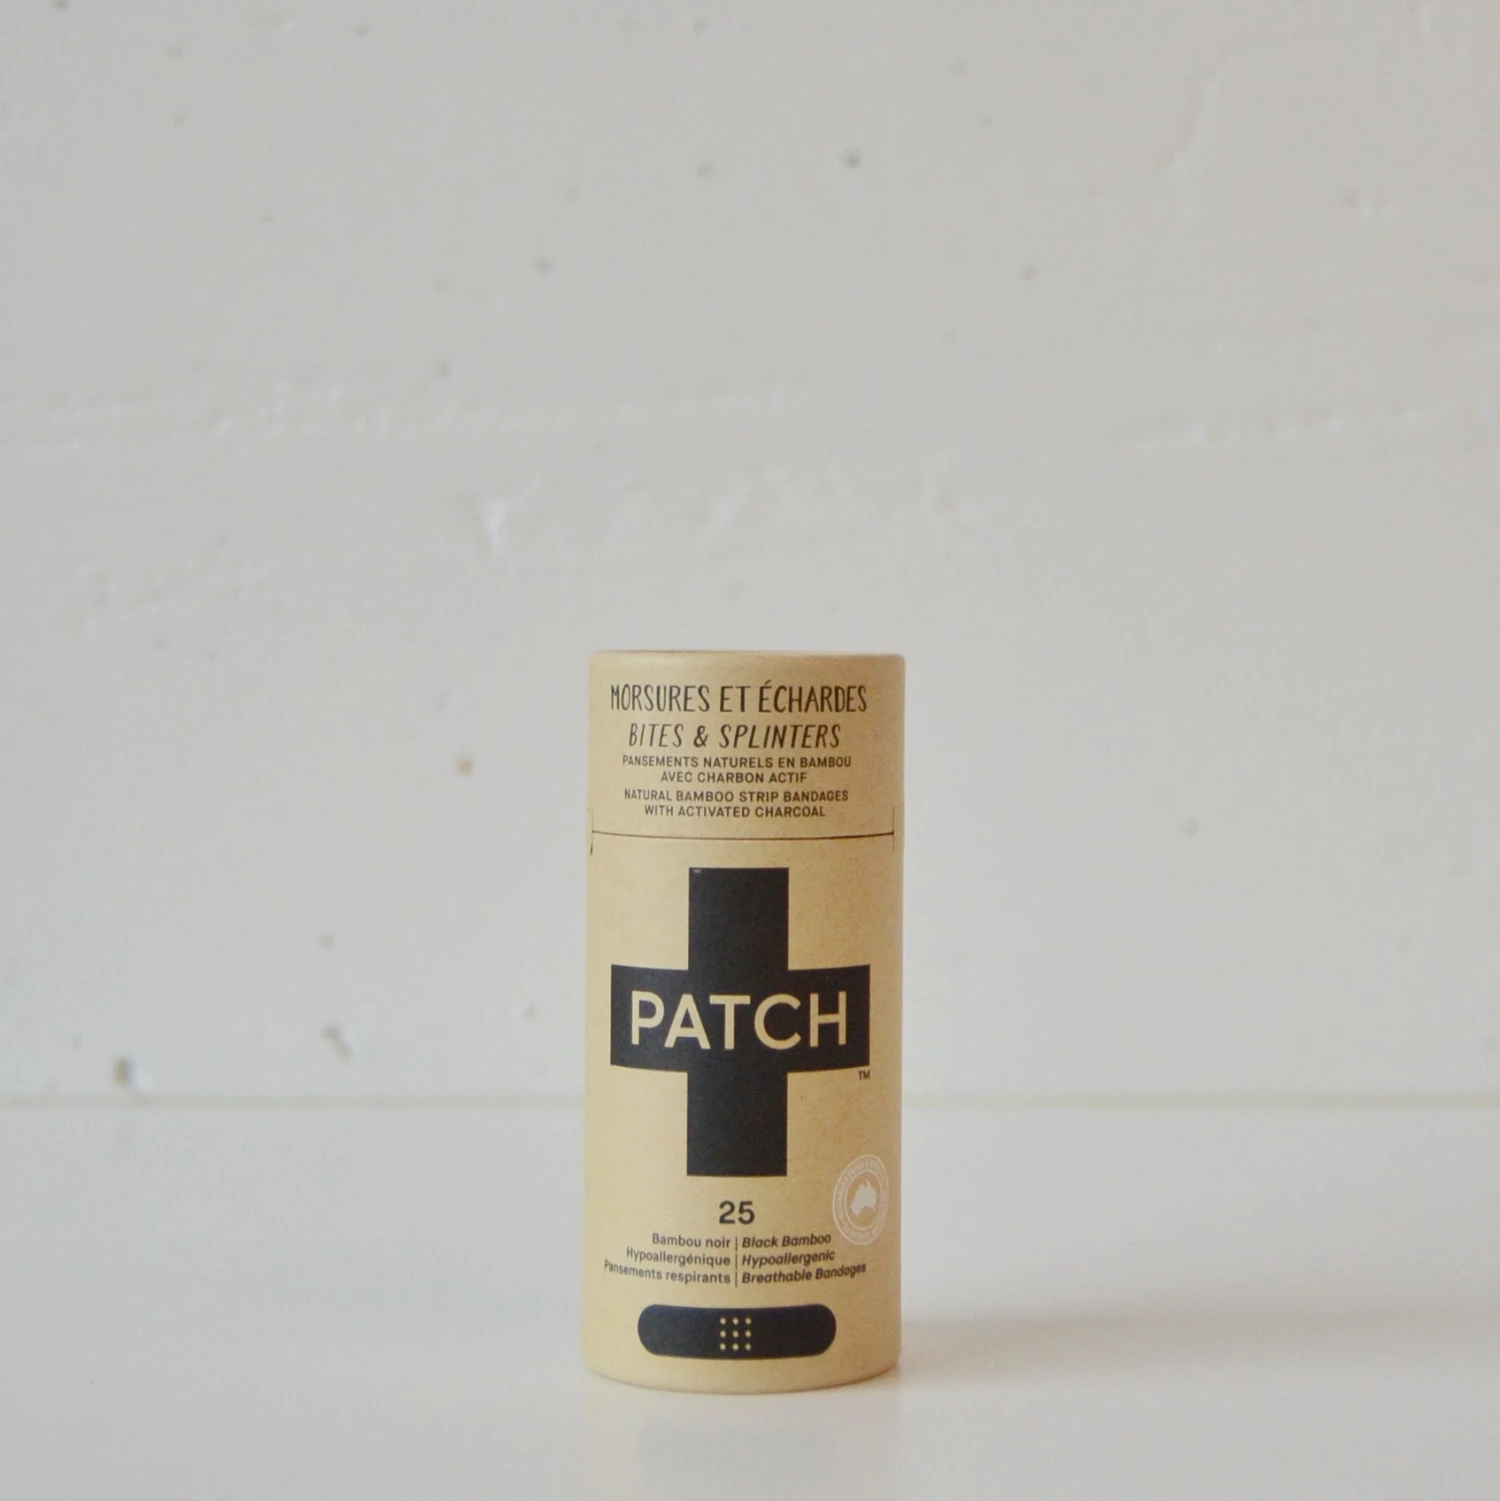 MORSURES ET ÉCHARDES
BITES & SPLINTERS
PANSEMENTS NATURELS EN BAMBOU
AVEC CHARBON ACTIF
NATURAL BAMBOO STRIP BANDAGES
WITH ACTIVATED CHARCOAL
PATCH
TM
25
Bambou noir | Black Bamboo
Hypoallergénique | Hypoallergenic
Pansements respirants | Breathable Bandages